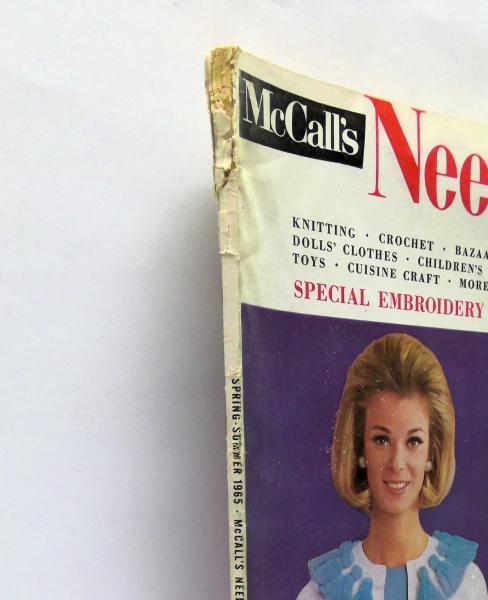 McCall's Nee
KNITTING · CROCHET · BAZAA
DOLLS' CLOTHES · CHILDREN'S
TOYS · CUISINE CRAFT · MORE
SPECIAL EMBROIDERY
SPRING-SUMMER 1965 · McCALL'S NEE